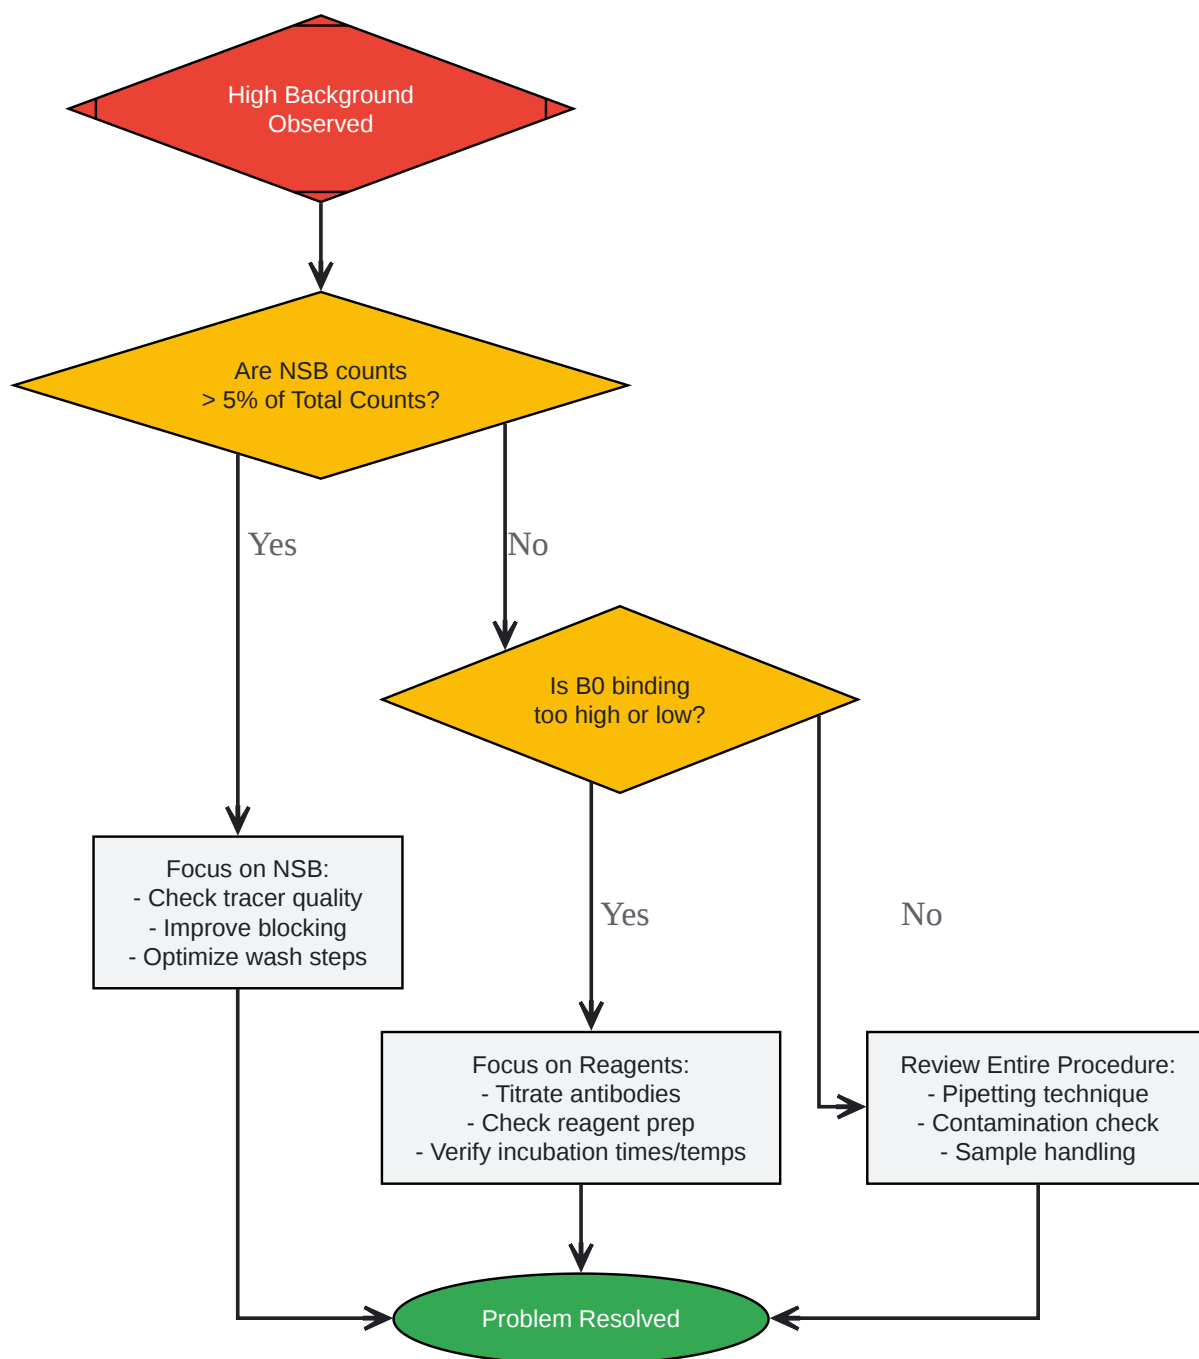 High Background
Observed
Are NSB counts
> 5% of Total Counts?
Yes
No
Is B0 binding
too high or low?
Focus on NSB:
- Check tracer quality
- Improve blocking
- Optimize wash steps
Yes
No
Focus on Reagents:
- Titrate antibodies
- Check reagent prep
- Verify incubation times/temps
Review Entire Procedure:
- Pipetting technique
- Contamination check
- Sample handling
Problem Resolved